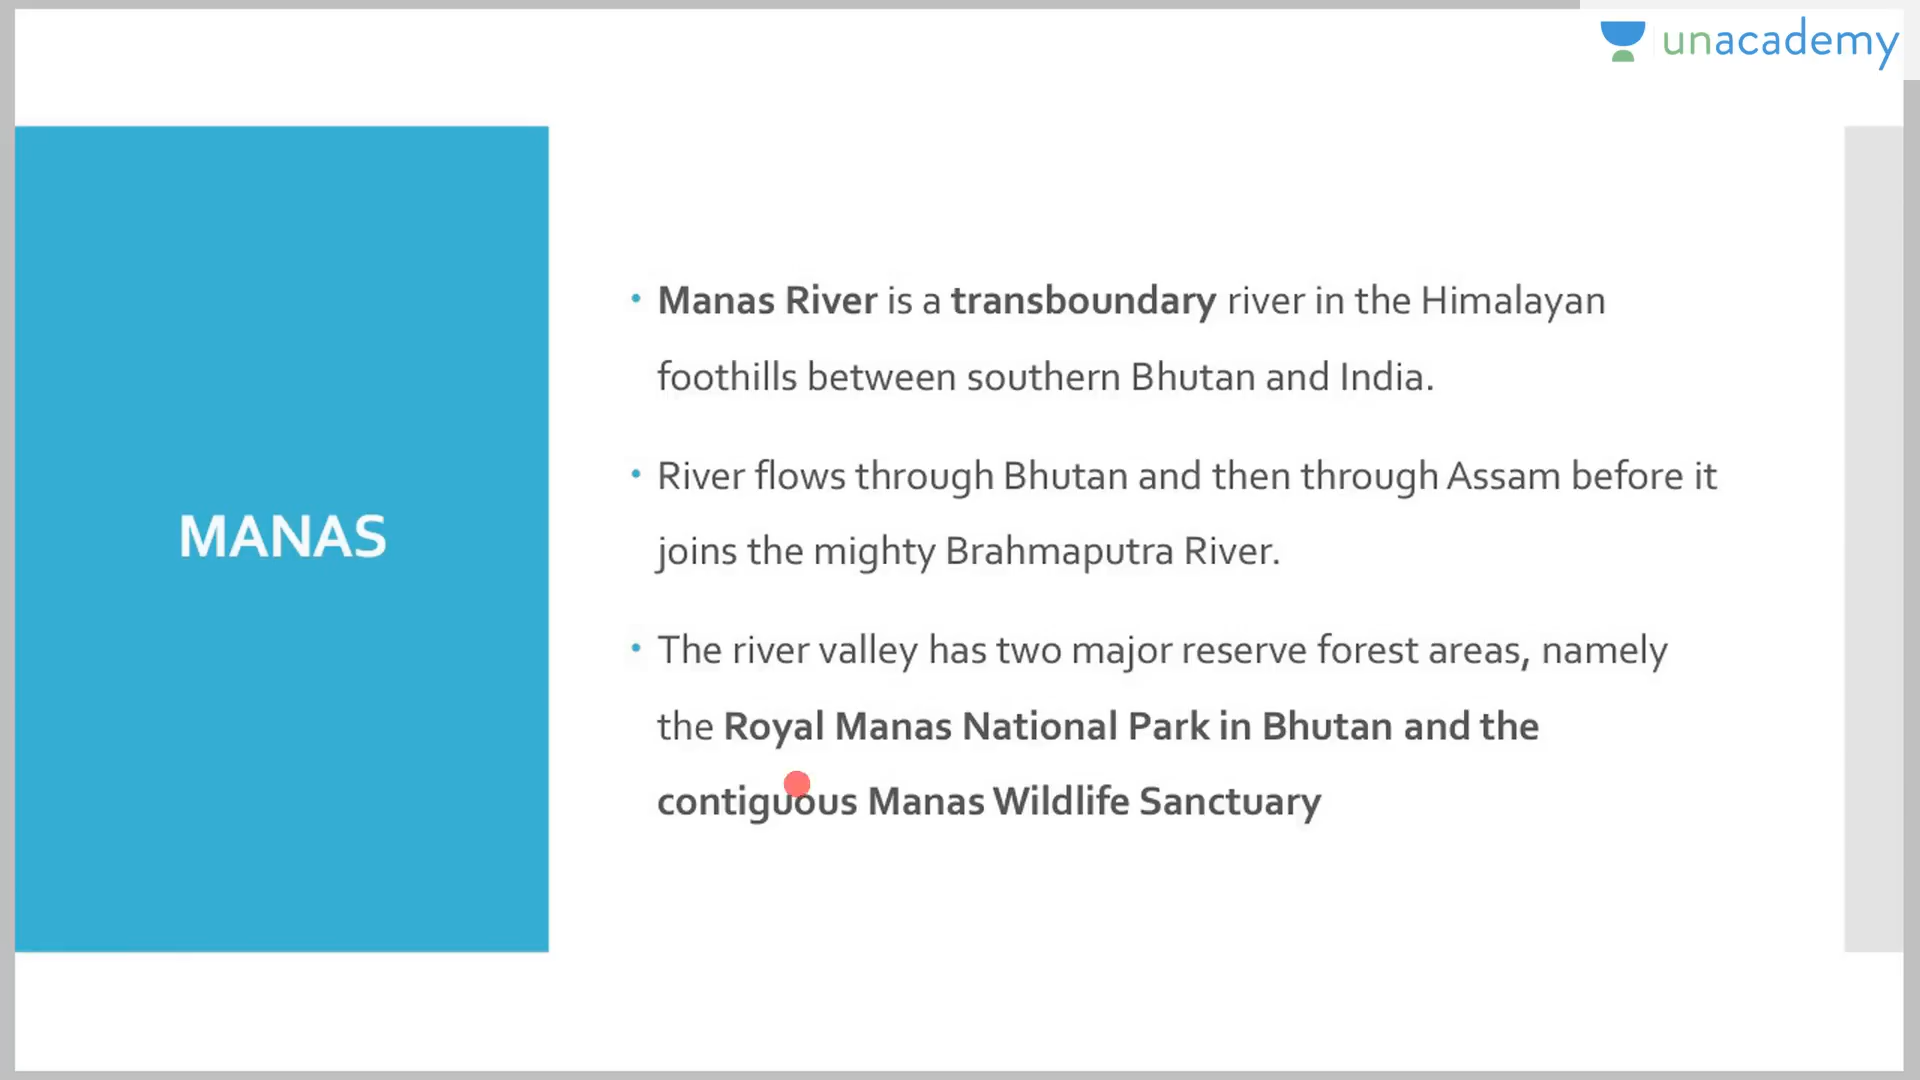 unacademy
MANAS
• Manas River is a transboundary river in the Himalayan
foothills between southern Bhutan and India.
• River flows through Bhutan and then through Assam before it
joins the mighty Brahmaputra River.
• The river valley has two major reserve forest areas, namely
the Royal Manas National Park in Bhutan and the
contiguous Manas Wildlife Sanctuary